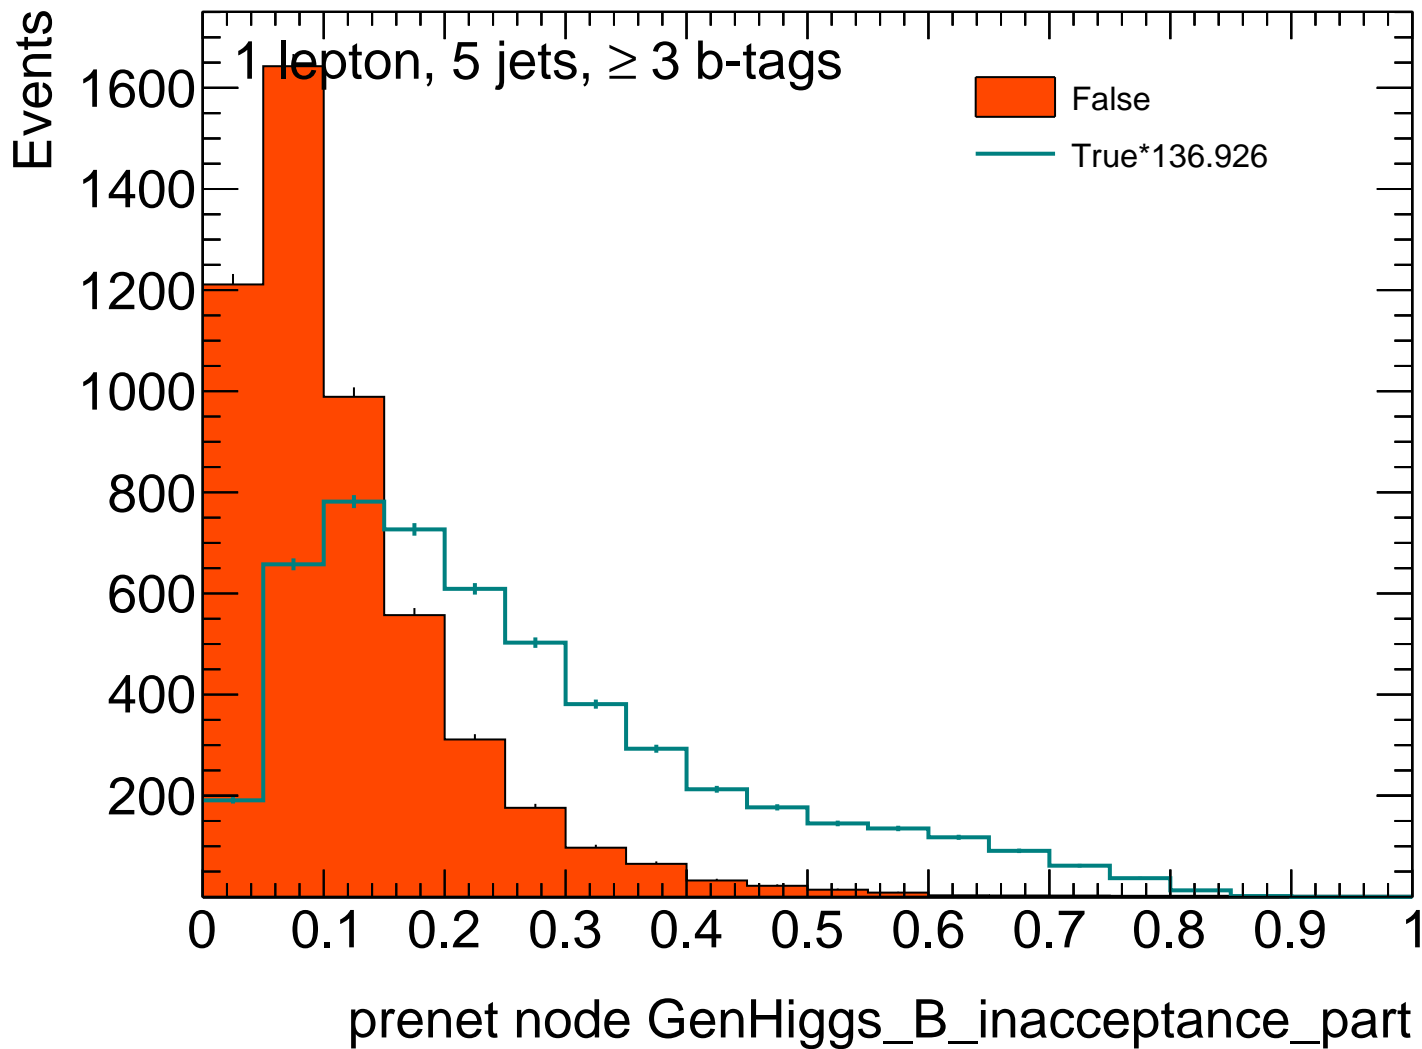 Events
1 lepton, 5 jets, ≥ 3 b-tags
False
True*136.926
1600
1400
1200
1000
800
600
400
200
0 0.1 0.2 0.3 0.4 0.5 0.6 0.7 0.8 0.9 1
prenet node GenHiggs_B_inacceptance_part